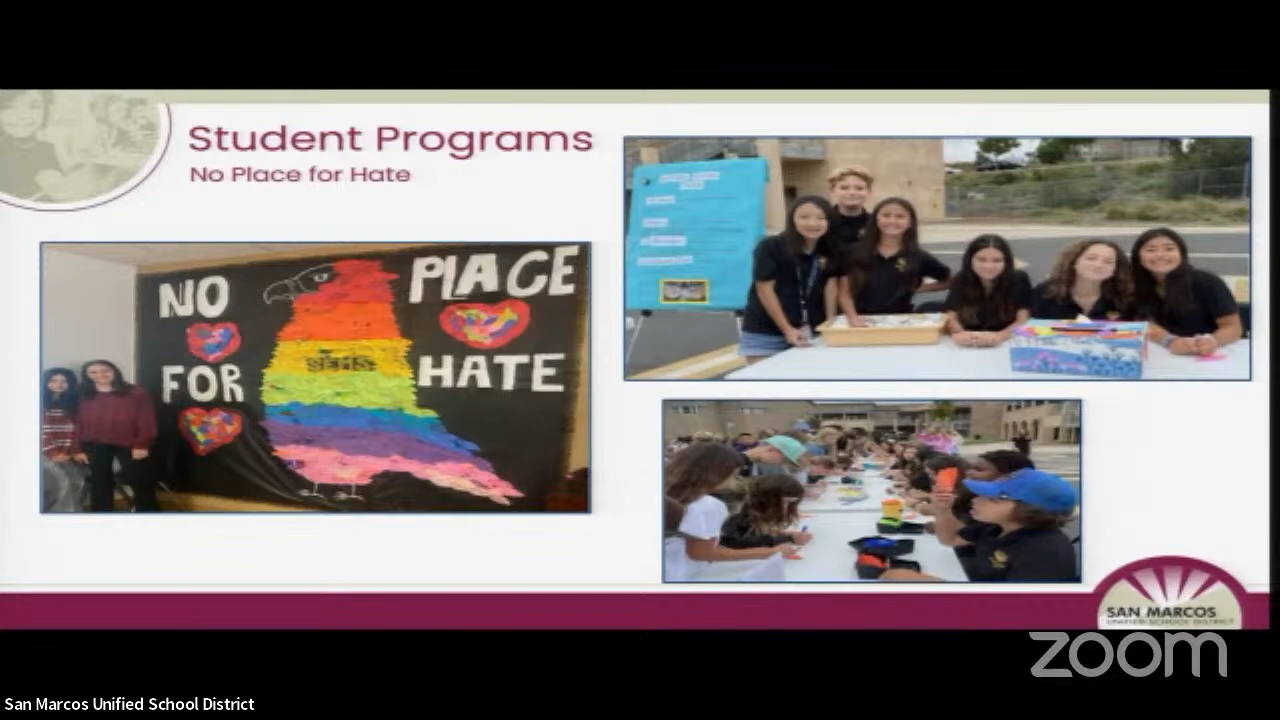 Student Programs
No Place for Hate
NO PLACE
FOR HATE
SAN MARCOS
UNIFIED SCHOOL DISTRICT
zoom
San Marcos Unified School District